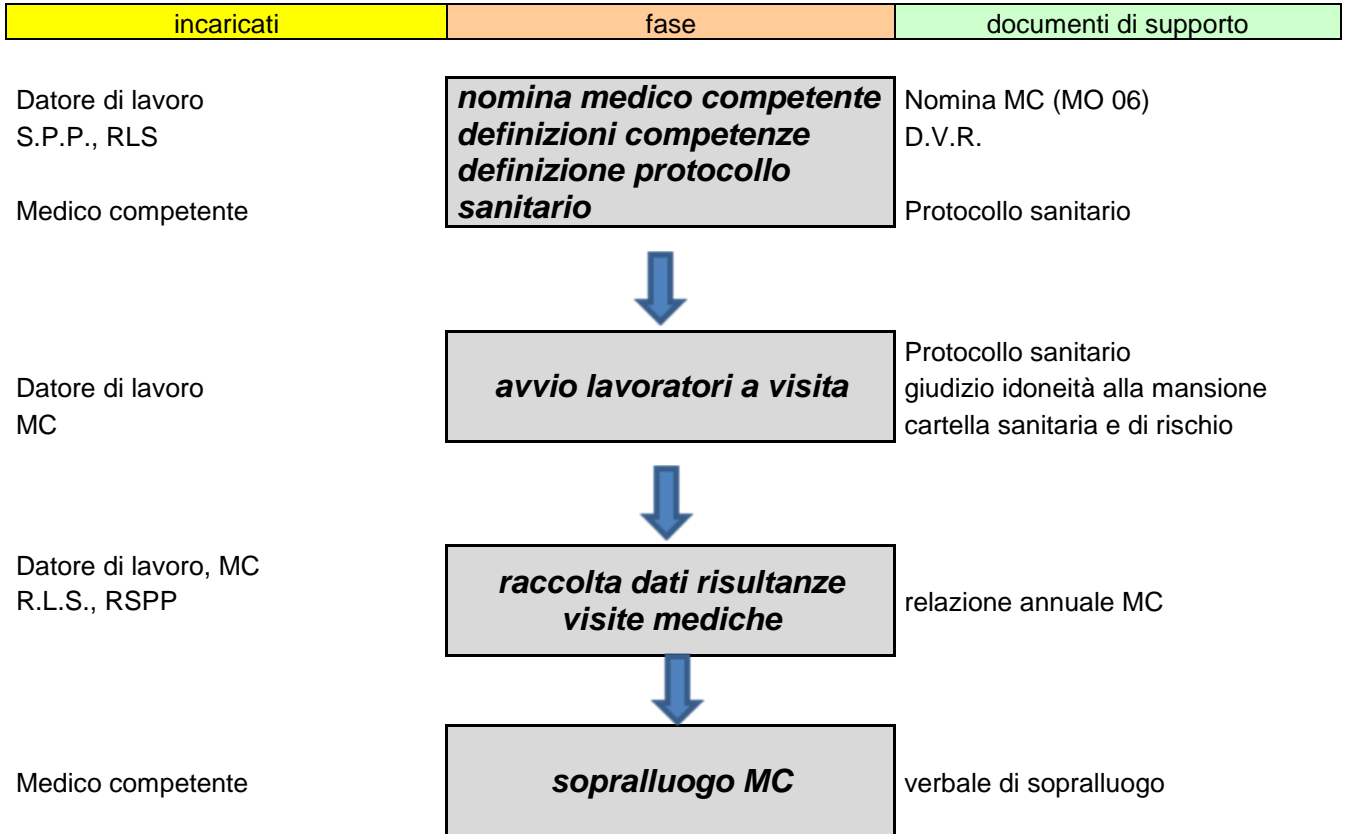 incaricati fase documenti di supporto
Datore di lavoro
S.P.P., RLS
Medico competente
nomina medico competente
definizioni competenze
definizione protocollo
sanitario
Nomina MC (MO 06)
D.V.R.
Protocollo sanitario
Datore di lavoro
MC
avvio lavoratori a visita
Protocollo sanitario
giudizio idoneità alla mansione
cartella sanitaria e di rischio
Datore di lavoro, MC
R.L.S., RSPP
raccolta dati risultanze
visite mediche
relazione annuale MC
Medico competente
sopralluogo MC
verbale di sopralluogo